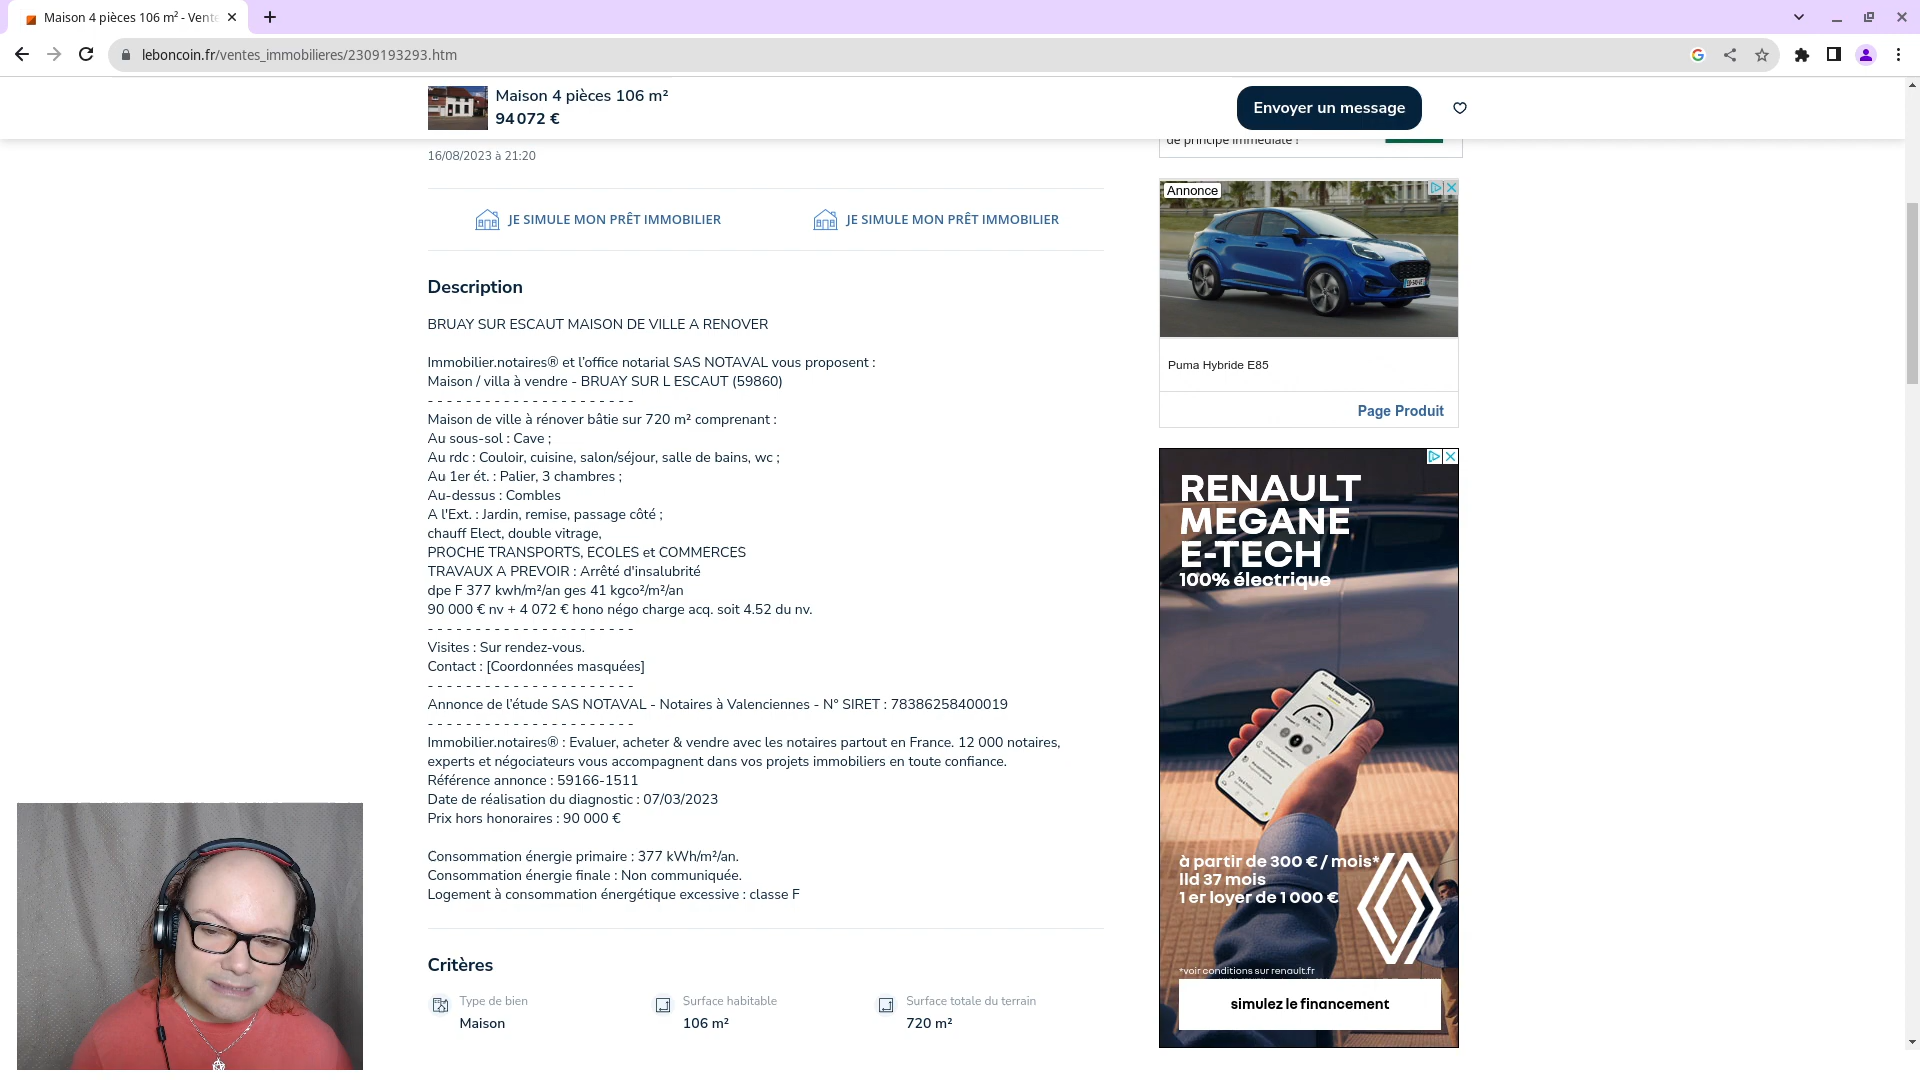 Maison 4 pièces 106 m² - Vente
leboncoin.fr/ventes_immobilieres/2309193293.htm
Maison 4 pièces 106 m²
94 072 €
Envoyer un message
16/08/2023 à 21:20
de principe immédiate !
JE SIMULE MON PRÊT IMMOBILIER
JE SIMULE MON PRÊT IMMOBILIER
Description
BRUAY SUR ESCAUT MAISON DE VILLE A RENOVER
Immobilier.notaires® et l’office notarial SAS NOTAVAL vous proposent :
Maison / villa à vendre - BRUAY SUR L ESCAUT (59860)
- - - - - - - - - - - - - - - - - - - - - -
Maison de ville à rénover bâtie sur 720 m² comprenant :
Au sous-sol : Cave ;
Au rdc : Couloir, cuisine, salon/séjour, salle de bains, wc ;
Au 1er ét. : Palier, 3 chambres ;
Au-dessus : Combles
A l'Ext. : Jardin, remise, passage côté ;
chauff Elect, double vitrage,
PROCHE TRANSPORTS, ECOLES et COMMERCES
TRAVAUX A PREVOIR : Arrêté d'insalubrité
dpe F 377 kwh/m²/an ges 41 kgco²/m²/an
90 000 € nv + 4 072 € hono négo charge acq. soit 4.52 du nv.
- - - - - - - - - - - - - - - - - - - - - -
Visites : Sur rendez-vous.
Contact : [Coordonnées masquées]
- - - - - - - - - - - - - - - - - - - - - -
Annonce de l’étude SAS NOTAVAL - Notaires à Valenciennes - N° SIRET : 78386258400019
- - - - - - - - - - - - - - - - - - - - - -
Immobilier.notaires® : Evaluer, acheter & vendre avec les notaires partout en France. 12 000 notaires,
experts et négociateurs vous accompagnent dans vos projets immobiliers en toute confiance.
Référence annonce : 59166-1511
Date de réalisation du diagnostic : 07/03/2023
Prix hors honoraires : 90 000 €
Consommation énergie primaire : 377 kWh/m²/an.
Consommation énergie finale : Non communiquée.
Logement à consommation énergétique excessive : classe F
Critères
Type de bien
Maison
Surface habitable
106 m²
Surface totale du terrain
720 m²
Annonce
Puma Hybride E85
Page Produit
RENAULT
MEGANE
E-TECH
100% électrique
à partir de 300 € / mois*
lld 37 mois
1 er loyer de 1 000 €
*voir conditions sur renault.fr
simulez le financement